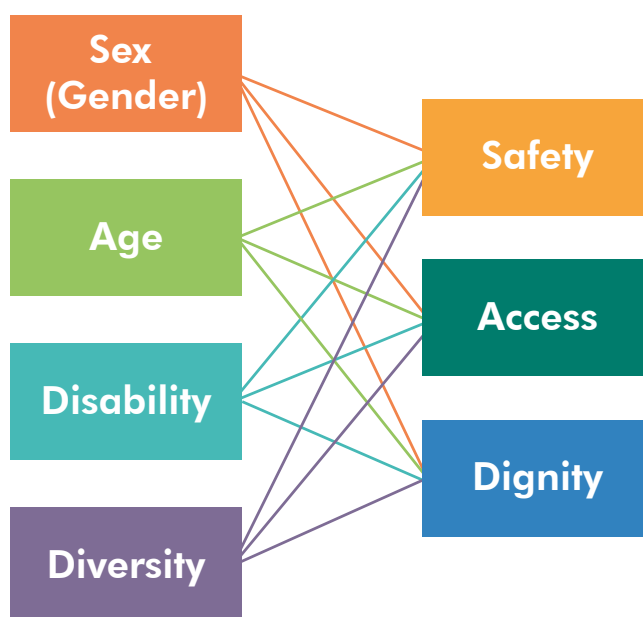 Sex
(Gender)
Age
Disability
Diversity
Safety
Access
Dignity